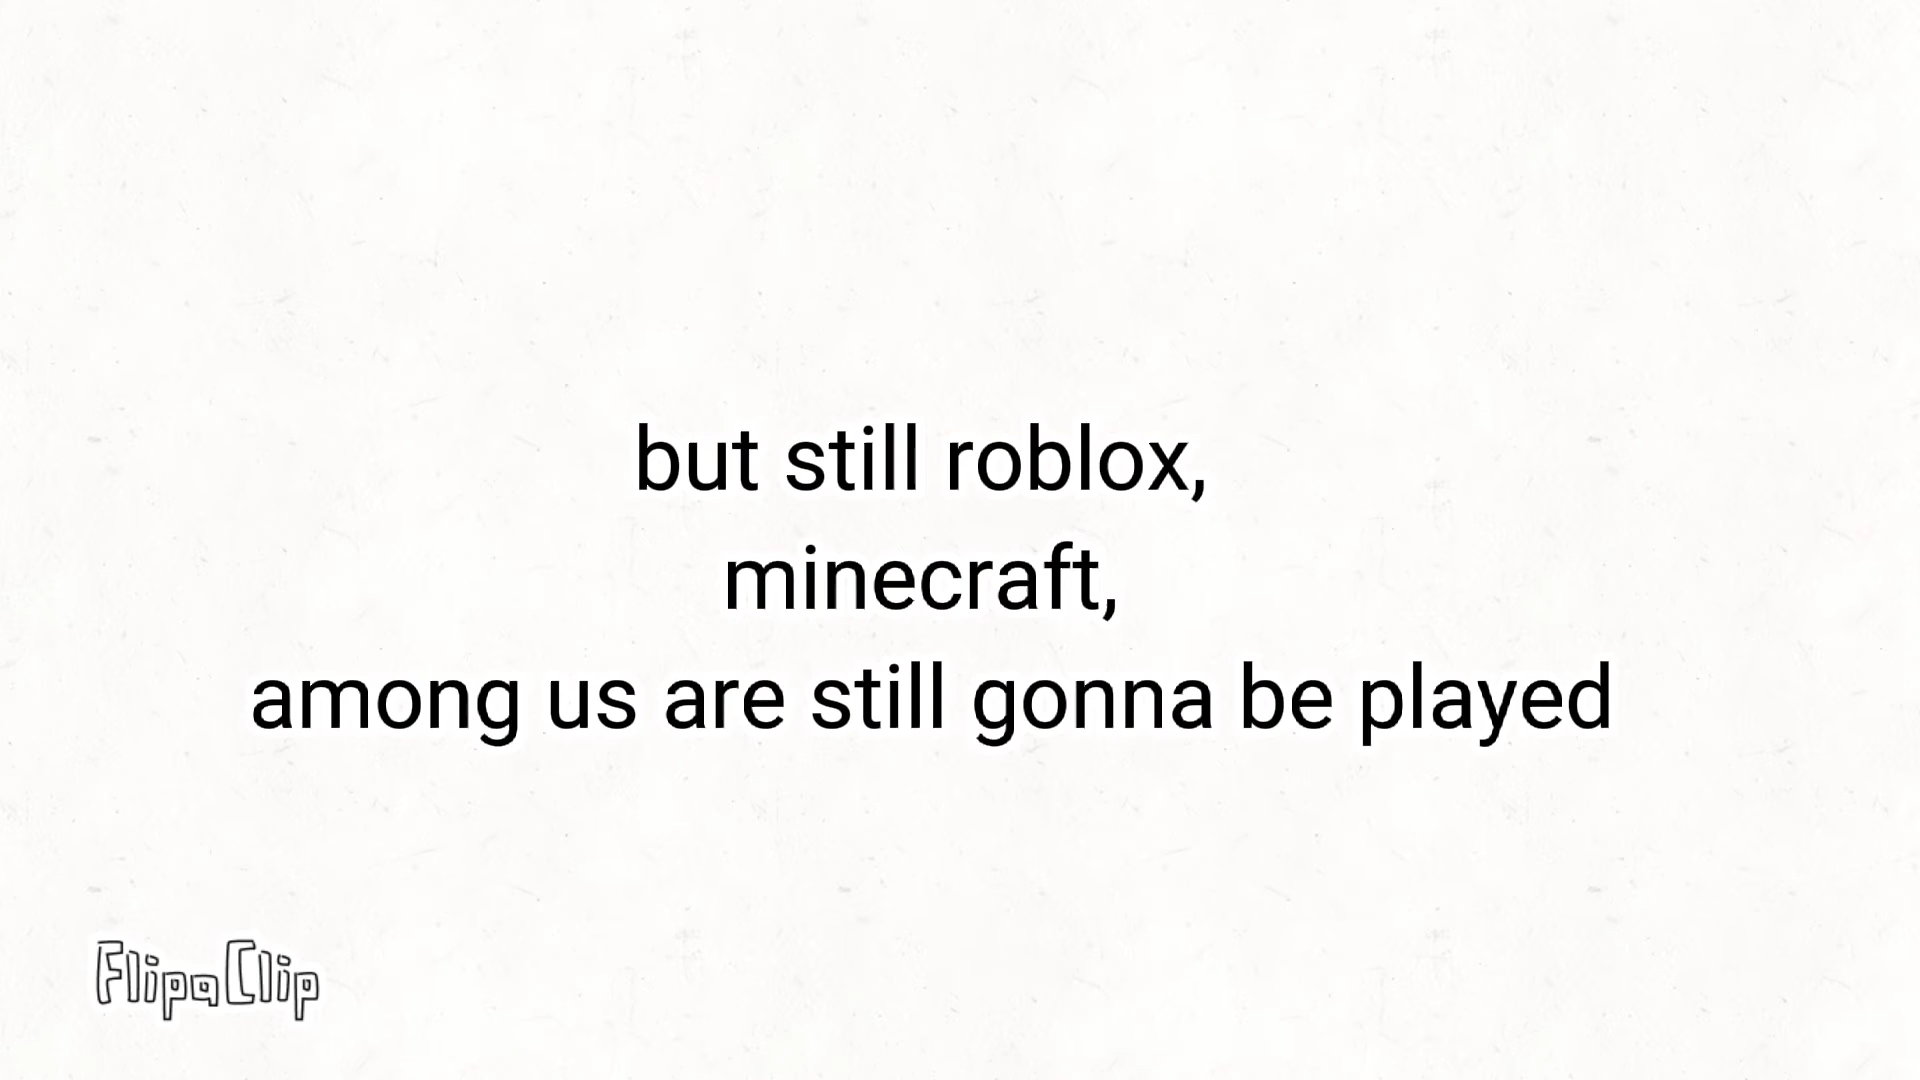 but still roblox,
minecraft,
among us are still gonna be played
FlipaClip